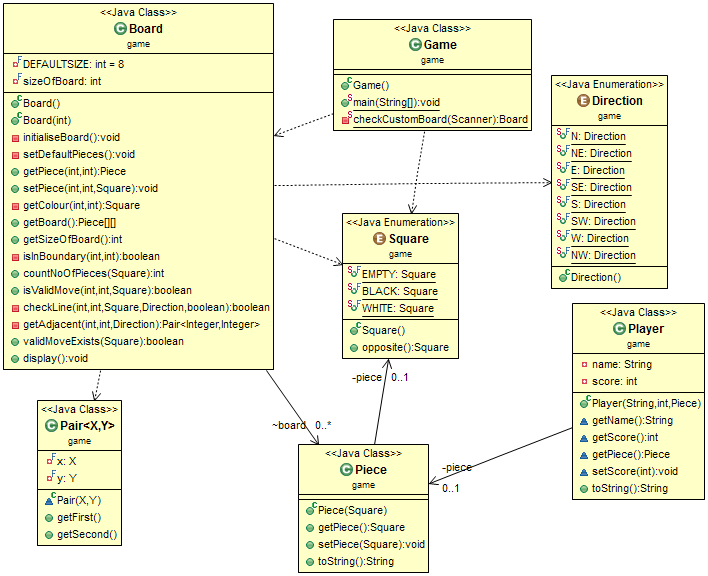 <<Java Class>>
Board
game
DEFAULTSIZE: int = 8
sizeOfBoard: int
Board()
Board(int)
initialiseBoard():void
setDefaultPieces():void
getPiece(int,int):Piece
setPiece(int,int,Square):void
getColour(int,int):Square
getBoard():Piece[][]
getSizeOfBoard():int
isInBoundary(int,int):boolean
countNoOfPieces(Square):int
isValidMove(int,int,Square):boolean
checkLine(int,int,Square,Direction,boolean):boolean
getAdjacent(int,int,Direction):Pair<Integer,Integer>
validMoveExists(Square):boolean
display():void
<<Java Class>>
Game
game
Game()
main(String[]):void
checkCustomBoard(Scanner):Board
<<Java Enumeration>>
Direction
game
N: Direction
NE: Direction
E: Direction
SE: Direction
S: Direction
SW: Direction
W: Direction
NW: Direction
Direction()
<<Java Enumeration>>
Square
game
EMPTY: Square
BLACK: Square
WHITE: Square
Square()
opposite():Square
<<Java Class>>
Player
game
name: String
score: int
Player(String,int,Piece)
getName():String
getScore():int
getPiece():Piece
setScore(int):void
toString():String
-piece 0..1
~board 0..*
<<Java Class>>
Pair<X,Y>
game
x: X
y: Y
Pair(X,Y)
getFirst()
getSecond()
<<Java Class>>
Piece
game
Piece(Square)
getPiece():Square
setPiece(Square):void
toString():String
-piece
0..1